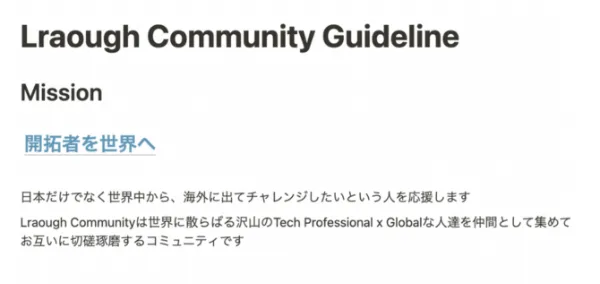 Lraough Community Guideline
Mission
開拓者を世界へ
日本だけでなく世界中から、海外に出てチャレンジしたいという人を応援します
Lraough Communityは世界に散らばる沢山のTech Professional x Globalな人達を仲間として集めて
お互いに切磋琢磨するコミュニティです